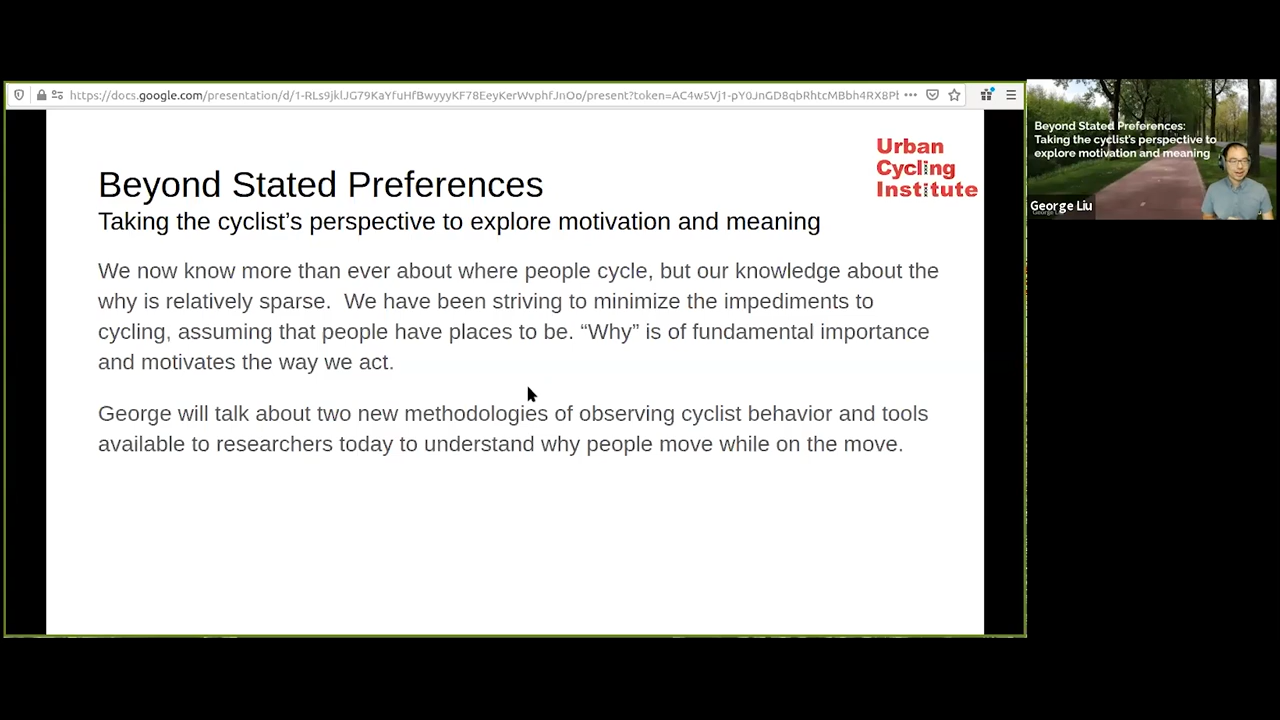 https://docs.google.com/presentation/d/1-RLs9jklJG79KaYfuHfBwyyyKF78EeyKerWvphfJnOo/present?token=AC4w5Vj1-pY0JnGD8qbRhtcMBbh4RX8Pl
Urban
Cycling
Institute
Beyond Stated Preferences
Taking the cyclist’s perspective to explore motivation and meaning
We now know more than ever about where people cycle, but our knowledge about the
why is relatively sparse. We have been striving to minimize the impediments to
cycling, assuming that people have places to be. “Why” is of fundamental importance
and motivates the way we act.
George will talk about two new methodologies of observing cyclist behavior and tools
available to researchers today to understand why people move while on the move.
Beyond Stated Preferences:
Taking the cyclist's perspective to
explore motivation and meaning
George Liu